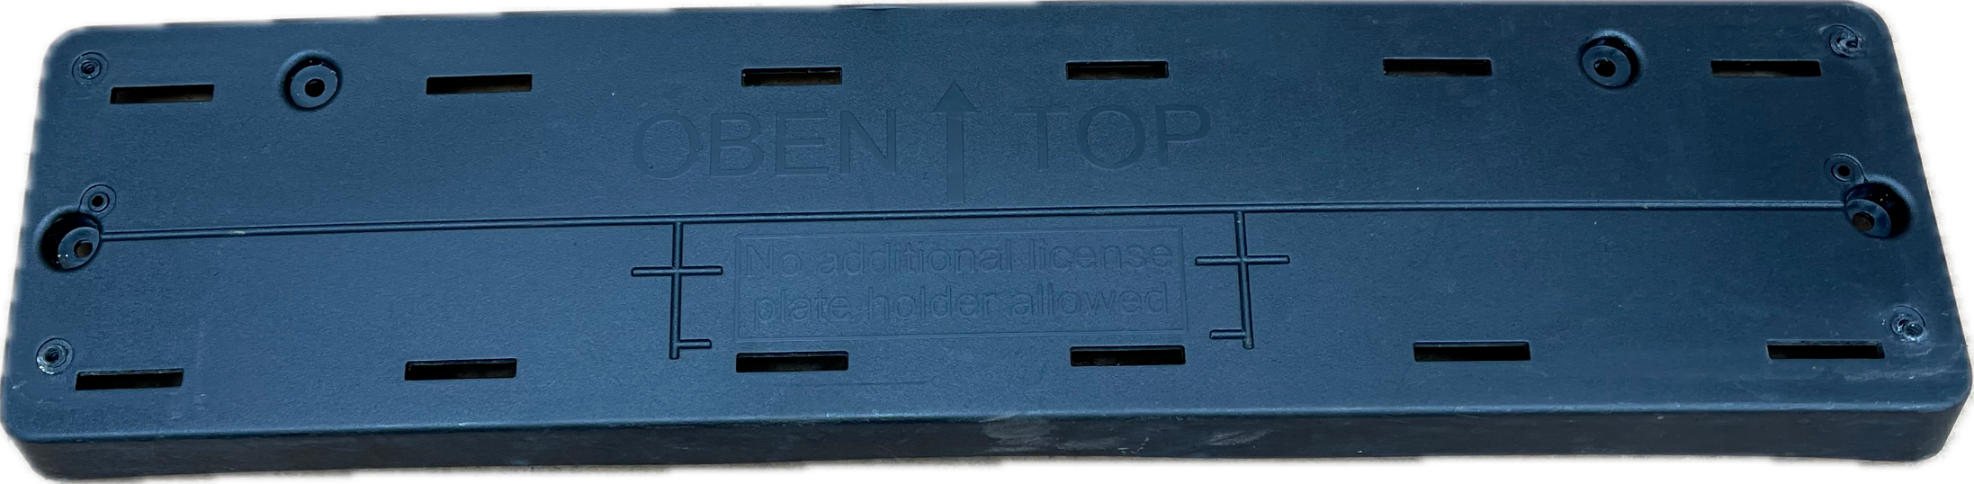 OBEN ↑ TOP
No additional license
plate holder allowed